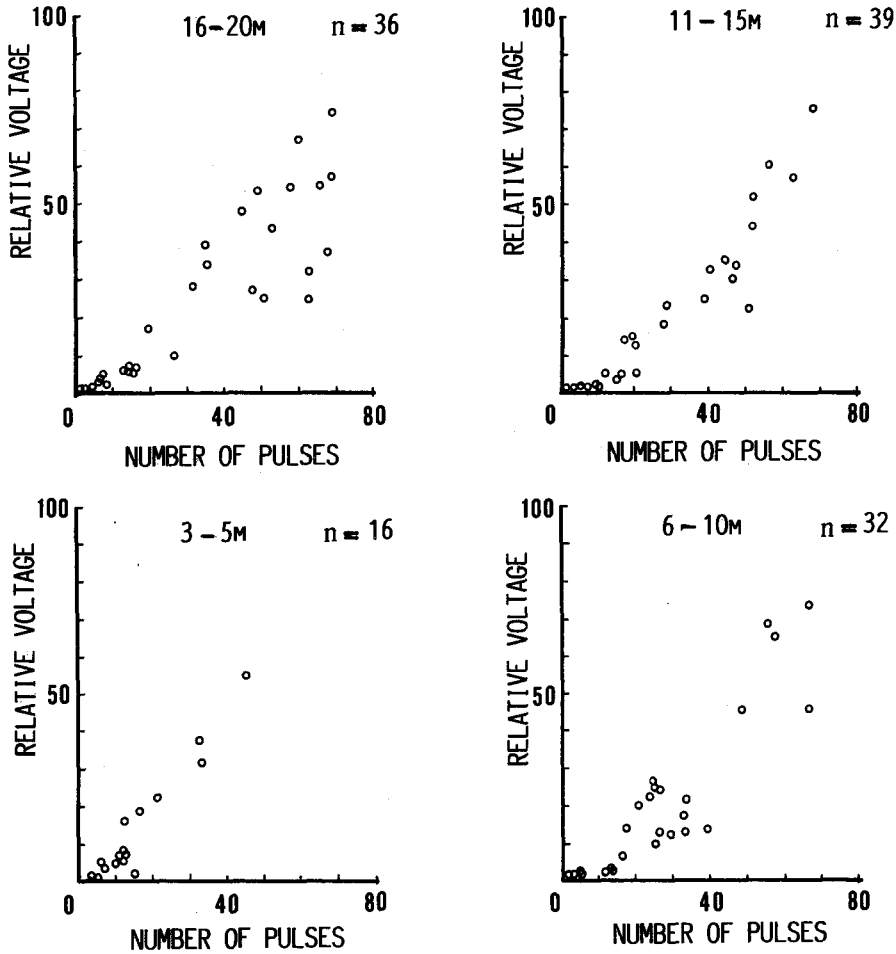 16-20M n=36
100
50
RELATIVE VOLTAGE
0 40 80
NUMBER OF PULSES
11-15M n=39
100
50
RELATIVE VOLTAGE
0 40 80
NUMBER OF PULSES
3-5M n=16
100
50
RELATIVE VOLTAGE
0 40 80
NUMBER OF PULSES
6-10M n=32
100
50
RELATIVE VOLTAGE
0 40 80
NUMBER OF PULSES